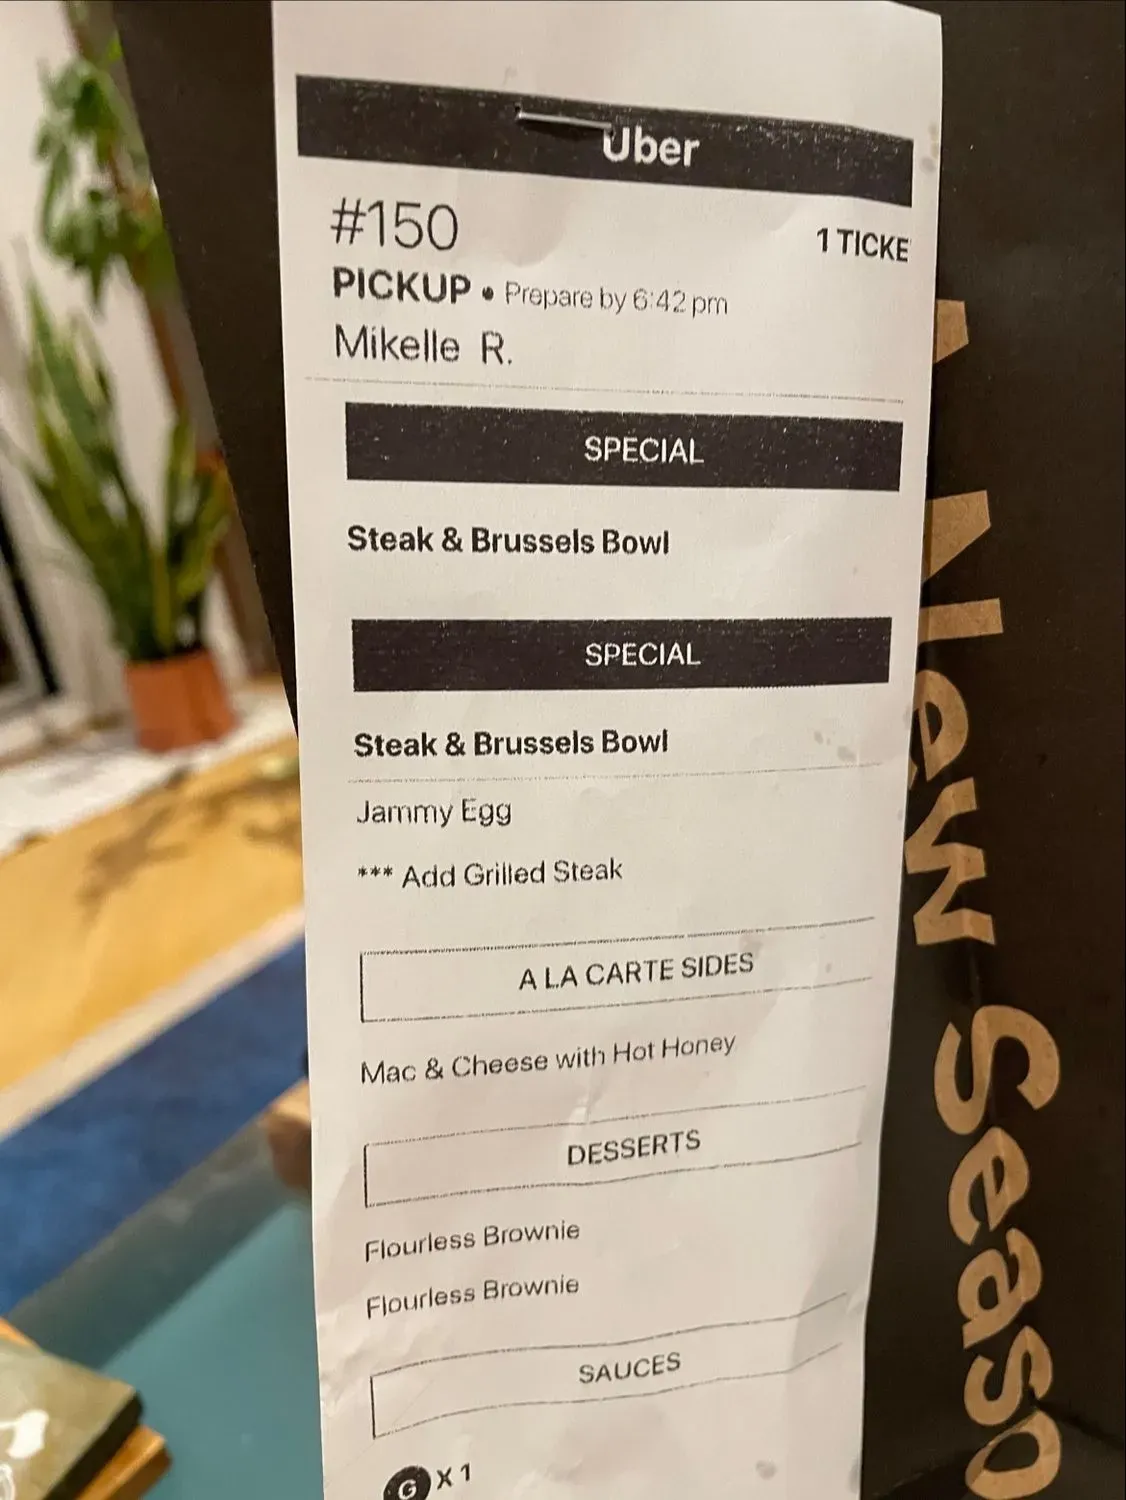 Uber
#150
1 TICKE
PICKUP • Prepare by 6:42 pm
Mikelle R.
SPECIAL
Steak & Brussels Bowl
SPECIAL
Steak & Brussels Bowl
Jammy Egg
*** Add Grilled Steak
A LA CARTE SIDES
Mac & Cheese with Hot Honey
DESSERTS
Flourless Brownie
Flourless Brownie
SAUCES
G X 1
A New Seaso